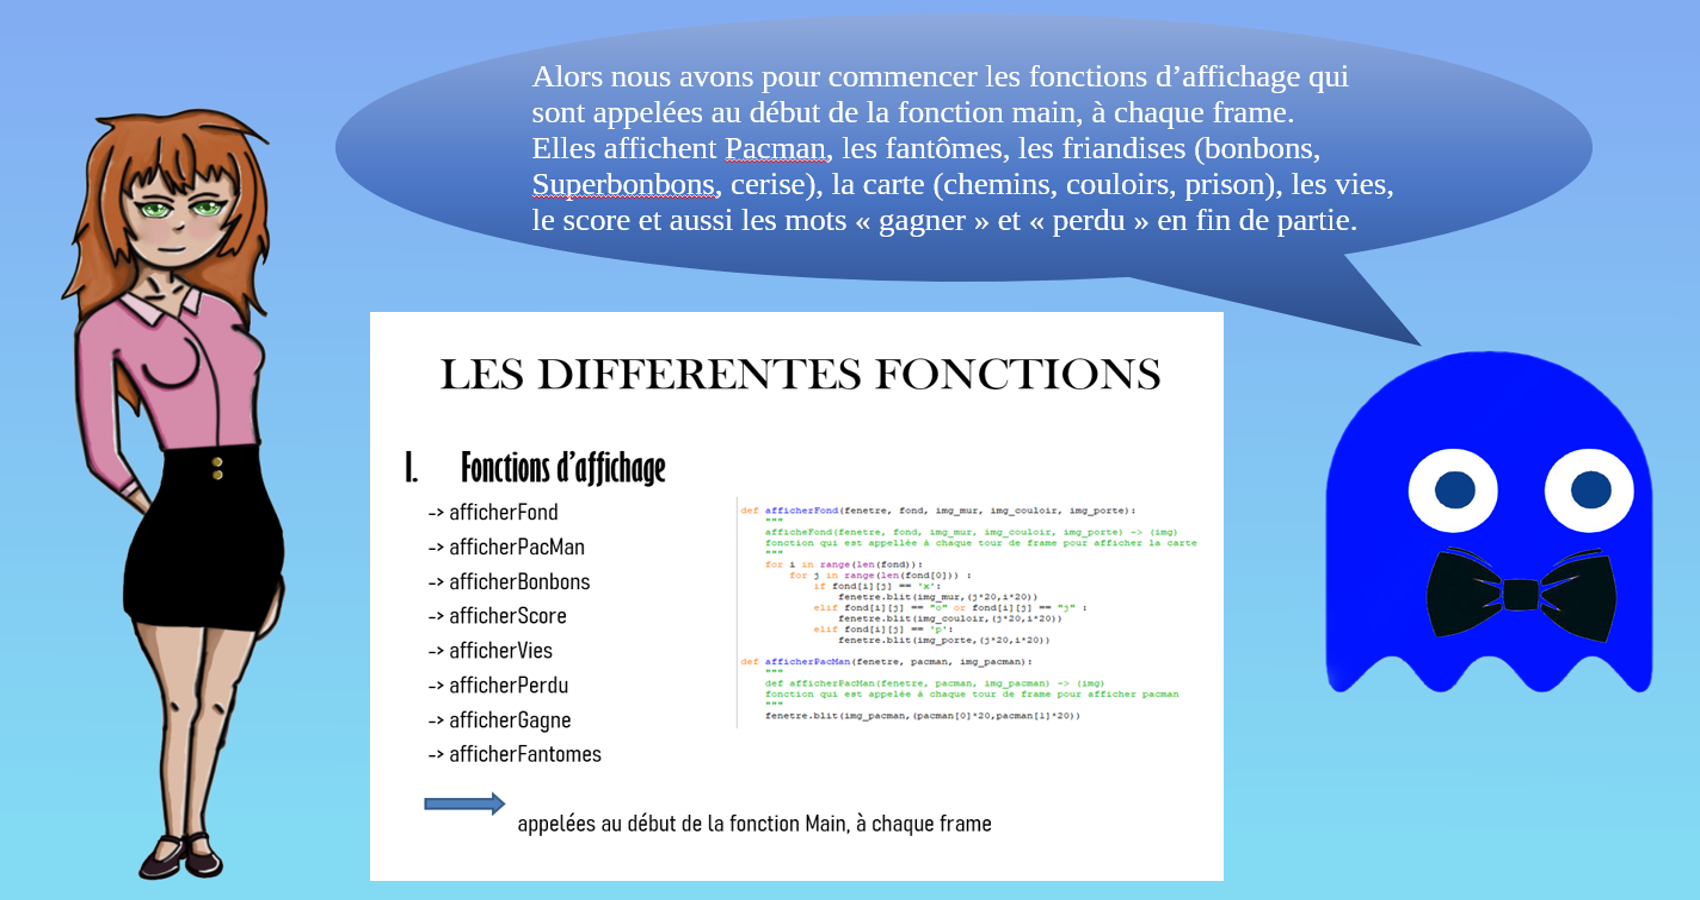 Alors nous avons pour commencer les fonctions d’affichage qui
sont appelées au début de la fonction main, à chaque frame.
Elles affichent Pacman, les fantômes, les friandises (bonbons,
Superbonbons, cerise), la carte (chemins, couloirs, prison), les vies,
le score et aussi les mots « gagner » et « perdu » en fin de partie.
LES DIFFERENTES FONCTIONS
I. Fonctions d’affichage
-> afficherFond
-> afficherPacMan
-> afficherBonbons
-> afficherScore
-> afficherVies
-> afficherPerdu
-> afficherGagne
-> afficherFantomes
def afficherFond(fenetre, fond, img_mur, img_couloir, img_porte):
"""
afficheFond(fenetre, fond, img_mur, img_couloir, img_porte) -> (img)
fonction qui est appellée à chaque tour de frame pour afficher la carte
"""
for i in range(len(fond)):
for j in range(len(fond[0])) :
if fond[i][j] == 'x':
fenetre.blit(img_mur,(j*20,i*20))
elif fond[i][j] == "o" or fond[i][j] == "j" :
fenetre.blit(img_couloir,(j*20,i*20))
elif fond[i][j] == 'p':
fenetre.blit(img_porte,(j*20,i*20))
def afficherPacMan(fenetre, pacman, img_pacman):
"""
def afficherPacMan(fenetre, pacman, img_pacman) -> (img)
fonction qui est appelée à chaque tour de frame pour afficher pacman
"""
fenetre.blit(img_pacman,(pacman[0]*20,pacman[1]*20))
appelées au début de la fonction Main, à chaque frame